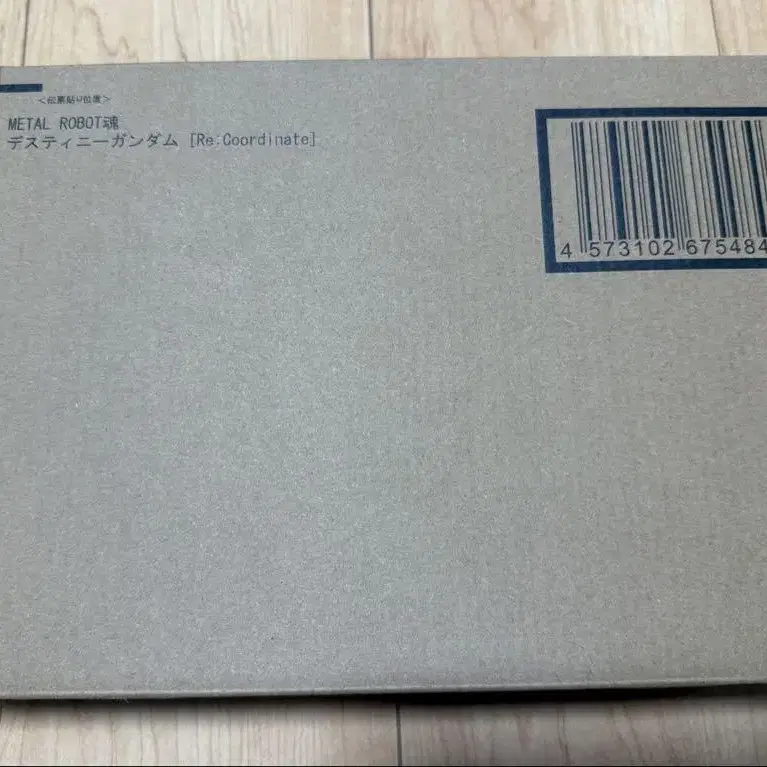 <伝票貼り位置>
METAL ROBOT魂
デスティニーガンダム [Re:Coordinate]
4 573102 675484